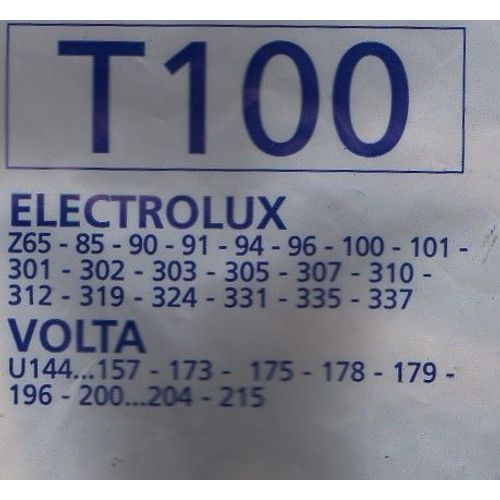 T100
ELECTROLUX
Z65 - 85 - 90 - 91 - 94 - 96 - 100 - 101 -
301 - 302 - 303 - 305 - 307 - 310 -
312 - 319 - 324 - 331 - 335 - 337
VOLTA
U144...157 - 173 - 175 - 178 - 179 -
196 - 200...204 - 215